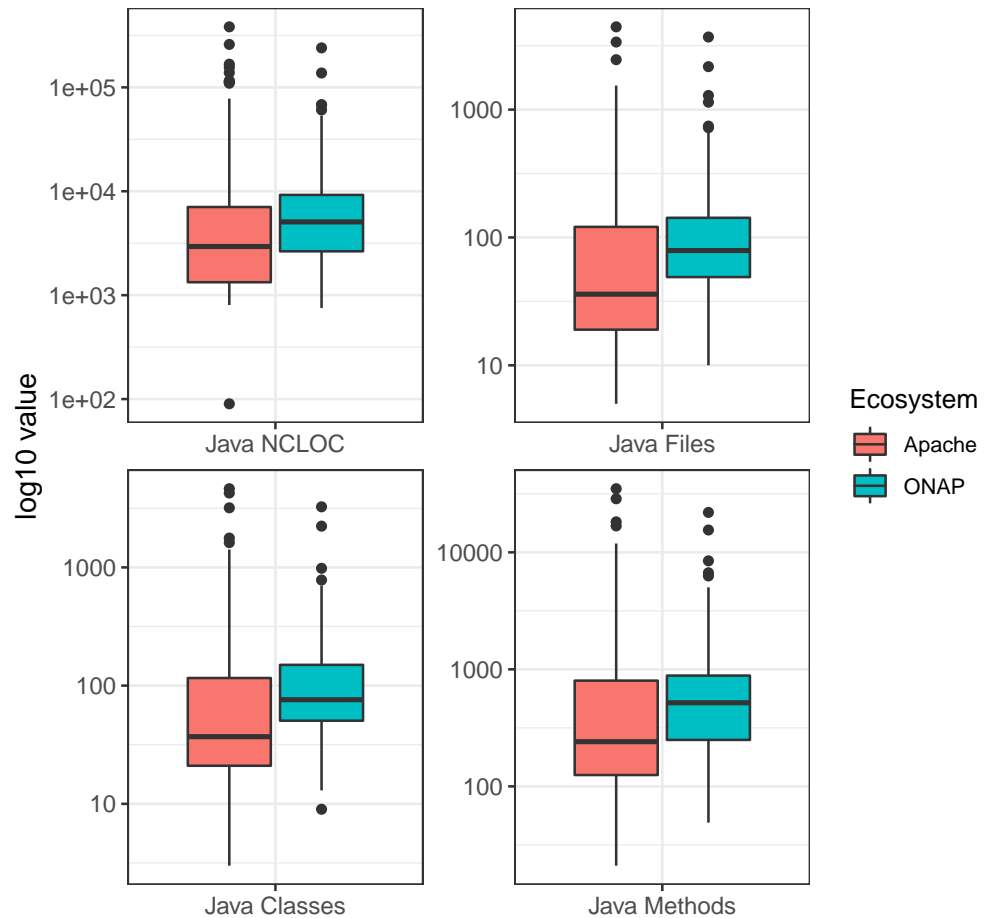 log10 value
1e+05
1e+04
1e+03
1e+02
Java NCLOC
1000
100
10
Java Files
1000
100
10
Java Classes
10000
1000
100
Java Methods
Ecosystem
Apache
ONAP